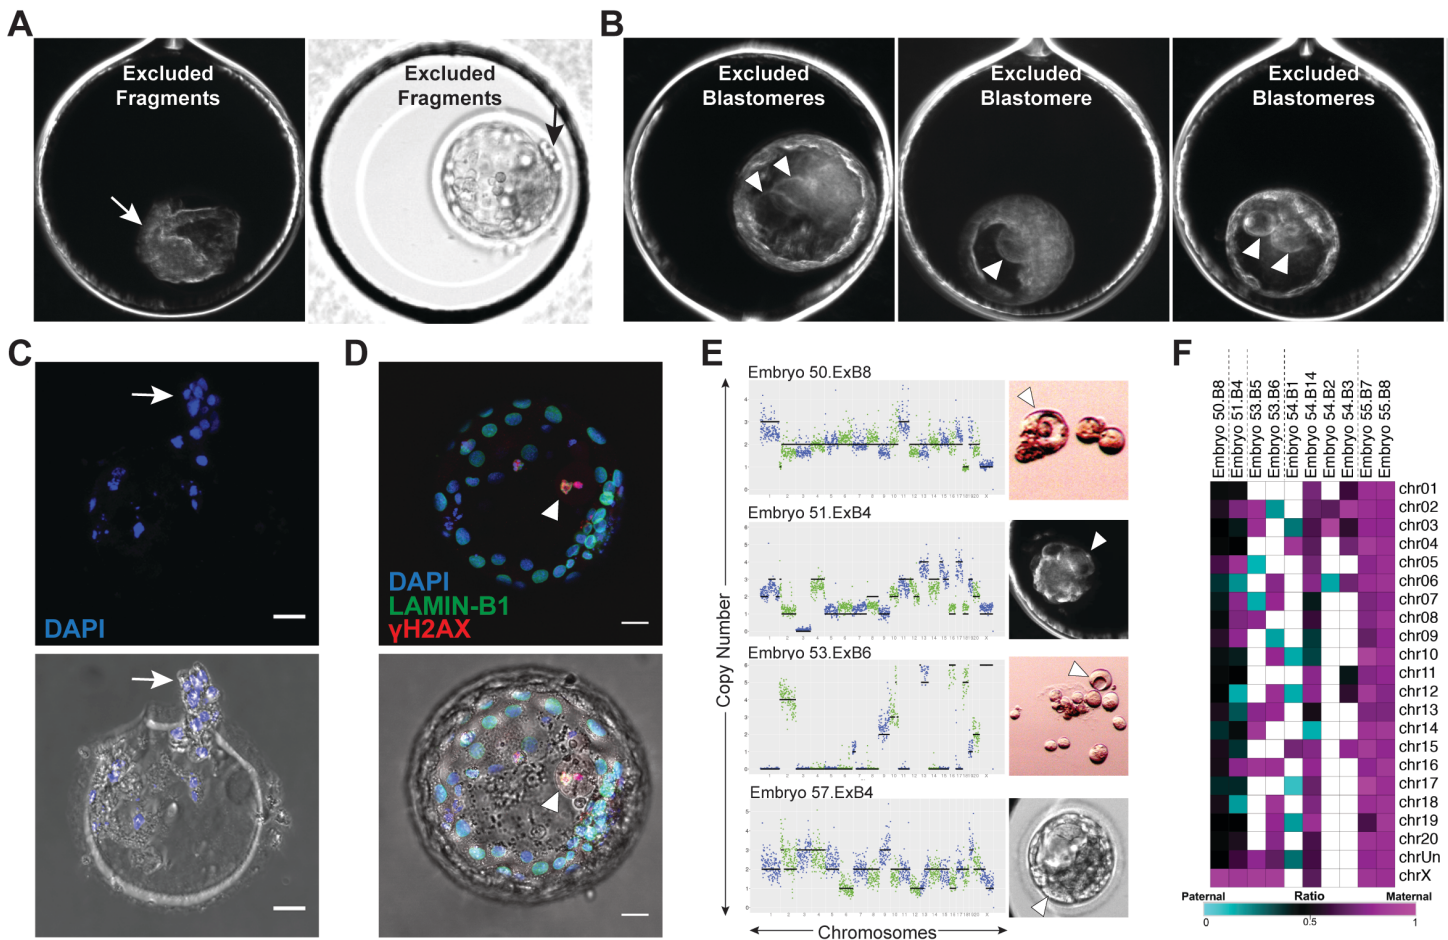 A
Excluded
Fragments
Excluded
Fragments
B
Excluded
Blastomeres
Excluded
Blastomere
Excluded
Blastomeres
C
DAPI
D
DAPI
LAMIN-B1
γH2AX
E
Copy Number
Embryo 50.ExB8
Embryo 51.ExB4
Embryo 53.ExB6
Embryo 57.ExB4
Chromosomes
F
Embryo 50.B8
Embryo 51.B4
Embryo 53.B5
Embryo 53.B6
Embryo 54.B1
Embryo 54.B14
Embryo 54.B2
Embryo 54.B3
Embryo 55.B7
Embryo 55.B8
chr01
chr02
chr03
chr04
chr05
chr06
chr07
chr08
chr09
chr10
chr11
chr12
chr13
chr14
chr15
chr16
chr17
chr18
chr19
chr20
chrUn
chrX
Paternal Ratio Maternal
0 0.5 1